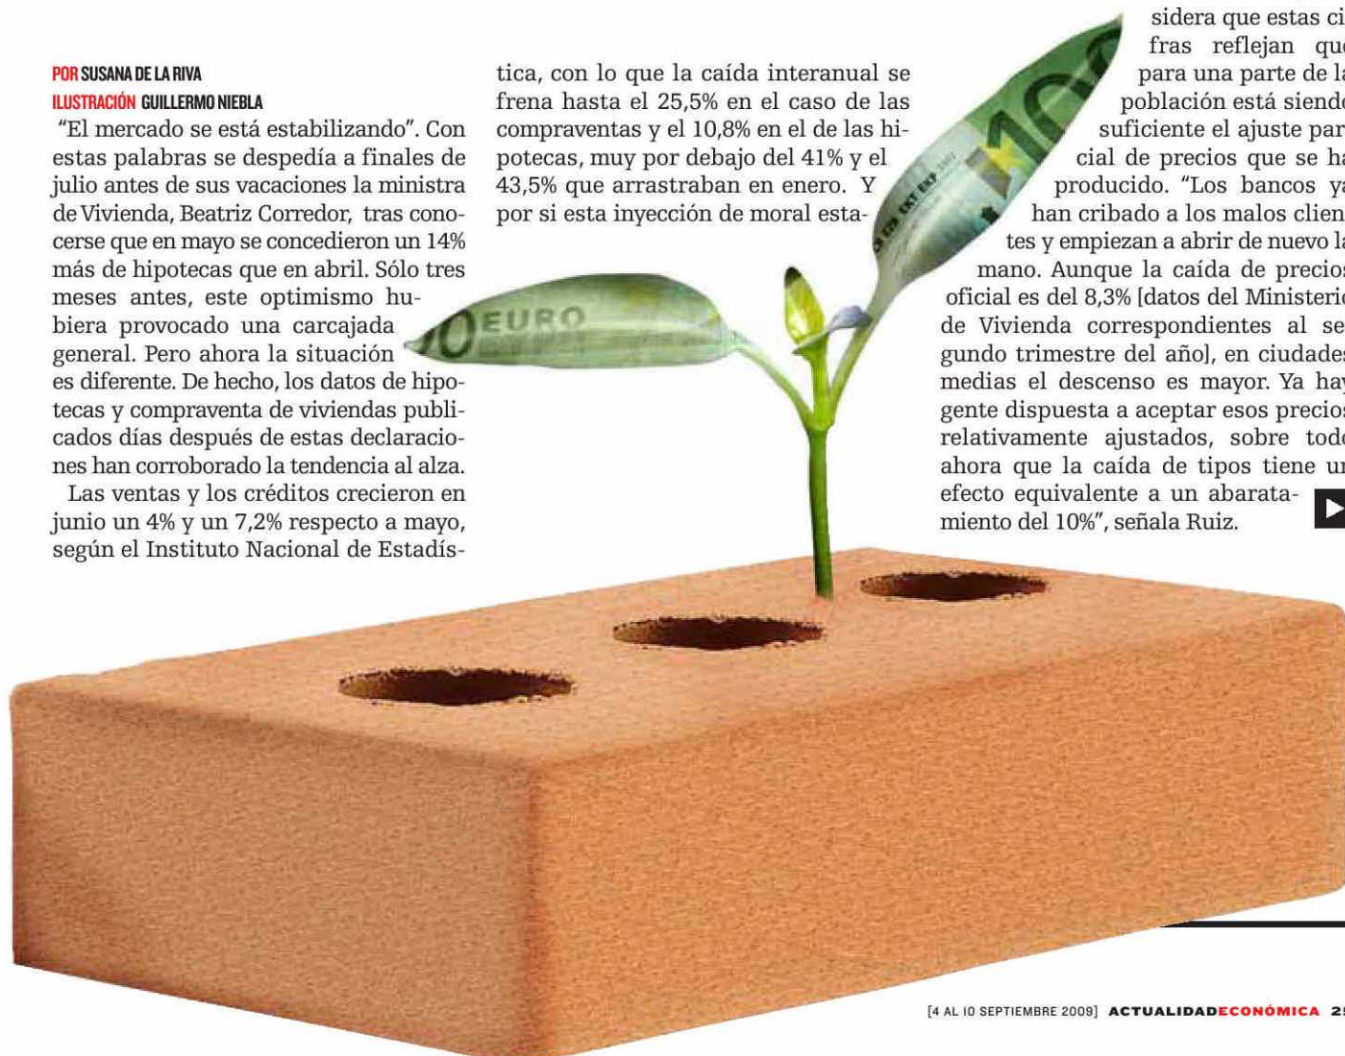 POR SUSANA DE LA RIVA
ILUSTRACIÓN GUILLERMO NIEBLA
“El mercado se está estabilizando”. Con
estas palabras se despedía a finales de
julio antes de sus vacaciones la ministra
de Vivienda, Beatriz Corredor, tras cono-
cerse que en mayo se concedieron un 14%
más de hipotecas que en abril. Sólo tres
meses antes, este optimismo hu-
biera provocado una carcajada
general. Pero ahora la situación
es diferente. De hecho, los datos de hipo-
tecas y compraventa de viviendas publi-
cados días después de estas declaracio-
nes han corroborado la tendencia al alza.
Las ventas y los créditos crecieron en
junio un 4% y un 7,2% respecto a mayo,
según el Instituto Nacional de Estadís-
tica, con lo que la caída interanual se
frena hasta el 25,5% en el caso de las
compraventas y el 10,8% en el de las hi-
potecas, muy por debajo del 41% y el
43,5% que arrastraban en enero. Y
por si esta inyección de moral esta-
sidera que estas ci
fras reflejan que
para una parte de la
población está siendo
suficiente el ajuste par
cial de precios que se ha
producido. “Los bancos ya
han cribado a los malos clien
tes y empiezan a abrir de nuevo la
mano. Aunque la caída de precios
oficial es del 8,3% [datos del Ministerio
de Vivienda correspondientes al se
gundo trimestre del año], en ciudades
medias el descenso es mayor. Ya hay
gente dispuesta a aceptar esos precios
relativamente ajustados, sobre todo
ahora que la caída de tipos tiene un
efecto equivalente a un abarata-
miento del 10%”, señala Ruiz.
EURO
10
EKT EKP
[4 AL 10 SEPTIEMBRE 2009] ACTUALIDADECONÓMICA 25